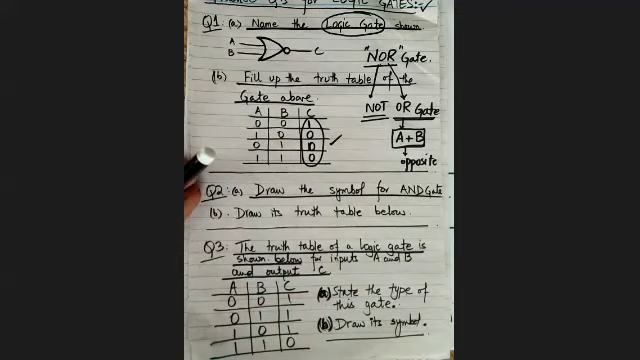 Q3 for LOGIC GATES:
Q1 (a) Name the Logic Gate shown
A
B
C
"NOR" Gate.
(b) Fill up the truth table of the
Gate above
NOT OR Gate
A B C
0 0 1
1 0 0
0 1 0
1 1 0
A+B
opposite
Q2: (a) Draw the symbol for AND Gate
(b) Draw its truth table below.
Q3: The truth table of a logic gate is
shown below for inputs A and B
and output C
A B C
0 0 1
0 1 1
1 0 1
1 1 0
(a) State the type of
this gate.
(b) Draw its symbol.